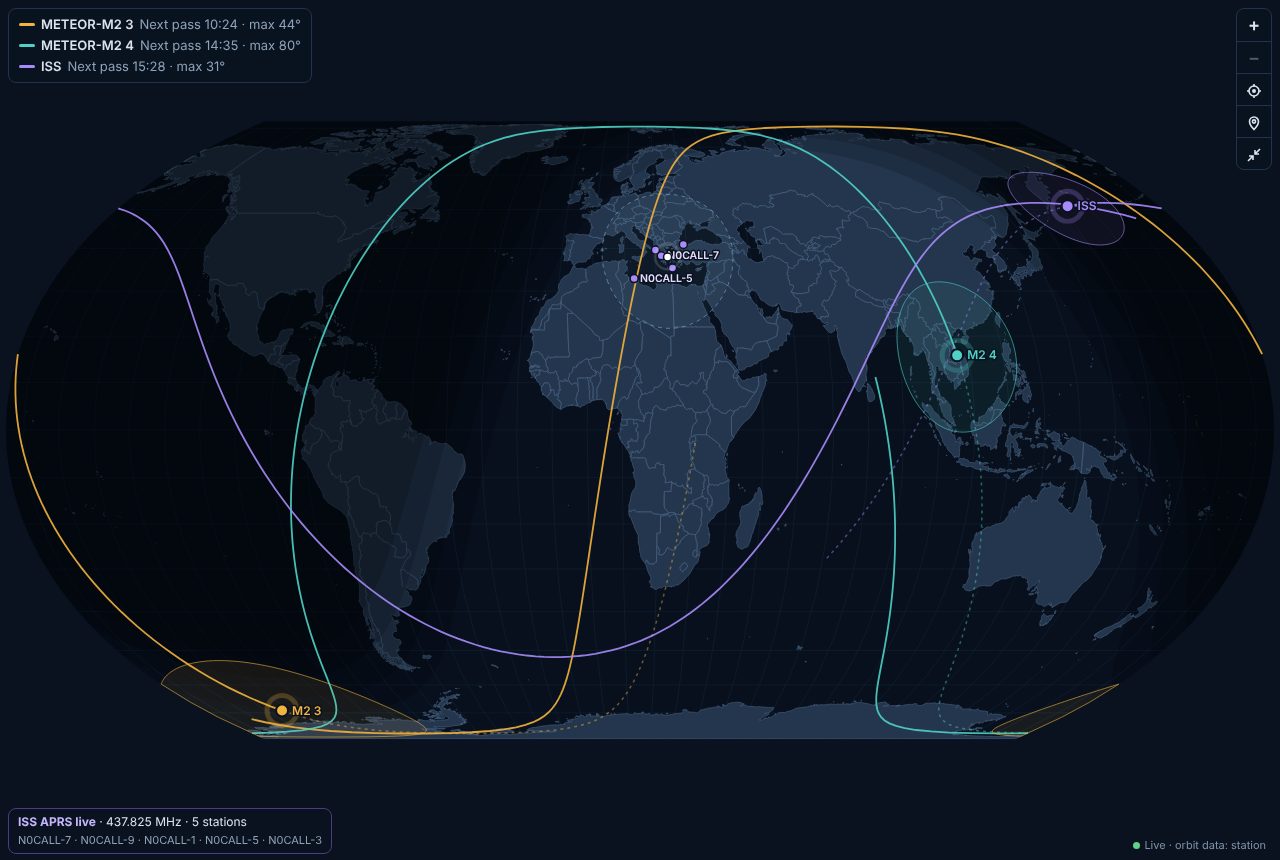 METEOR-M2 3 Next pass 10:24 · max 44°
METEOR-M2 4 Next pass 14:35 · max 80°
ISS Next pass 15:28 · max 31°
+
−
ISS
N0CALL-7
N0CALL-5
M2 4
M2 3
ISS APRS live · 437.825 MHz · 5 stations
N0CALL-7 · N0CALL-9 · N0CALL-1 · N0CALL-5 · N0CALL-3
Live · orbit data: station